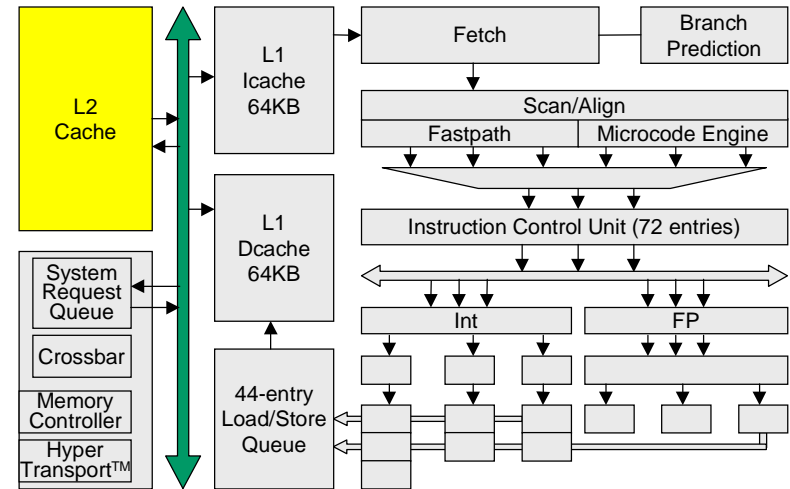 L2
Cache
L1
Icache
64KB
Fetch
Branch
Prediction
Scan/Align
Fastpath
Microcode Engine
L1
Dcache
64KB
Instruction Control Unit (72 entries)
System
Request
Queue
Crossbar
Memory
Controller
Hyper
Transport™
44-entry
Load/Store
Queue
Int
FP